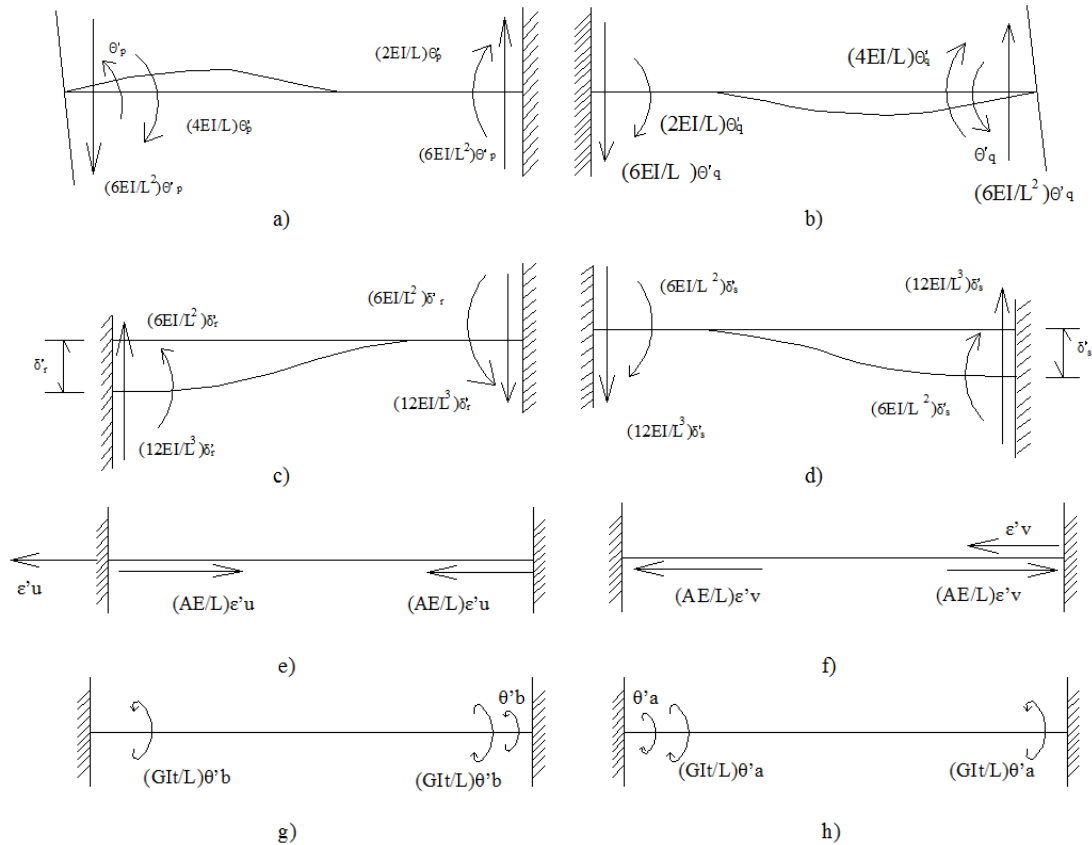 θ'p
(4EI/L)θ'p
(6EI/L²)θ'p
(2EI/L)θ'p
(6EI/L²)θ'p
a)
(2EI/L)θ'q
(6EI/L )θ'q
(4EI/L)θ'q
θ'q
(6EI/L²)θ'q
b)
δ'r
(6EI/L²)δ'r
(12EI/L³)δ'r
(6EI/L²)δ'r
(12EI/L³)δ'r
c)
(6EI/L²)δ's
(12EI/L³)δ's
(12EI/L³)δ's
(6EI/L²)δ's
δ's
d)
ε'u
(AE/L)ε'u
(AE/L)ε'u
e)
ε'v
(AE/L)ε'v
(AE/L)ε'v
f)
θ'b
(GIt/L)θ'b
(GIt/L)θ'b
g)
θ'a
(GIt/L)θ'a
(GIt/L)θ'a
h)